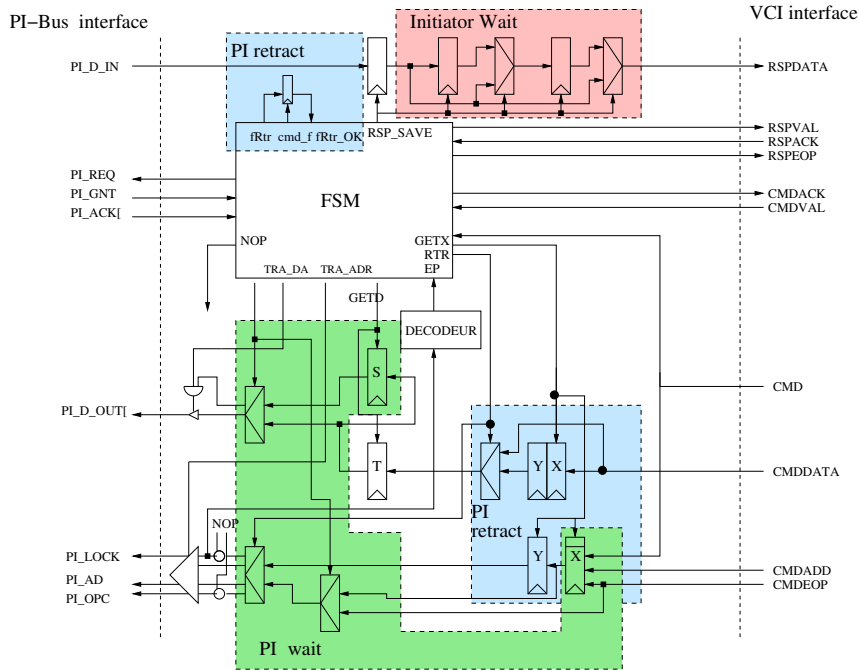 PI−Bus interface
Initiator Wait
VCI interface
PI retract
PI_D_IN
RSPDATA
fRtr cmd_f fRtr_OK RSP_SAVE
RSPVAL
RSPACK
RSPEOP
PI_REQ
PI_GNT
PI_ACK[
FSM
CMDACK
CMDVAL
NOP
GETX
RTR
EP
TRA_DA TRA_ADR
GETD
DECODEUR
S
CMD
PI_D_OUT[
T
Y X
CMDDATA
PI
retract
NOP
PI_LOCK
Y
X
PI_AD
CMDADD
PI_OPC
CMDEOP
PI wait